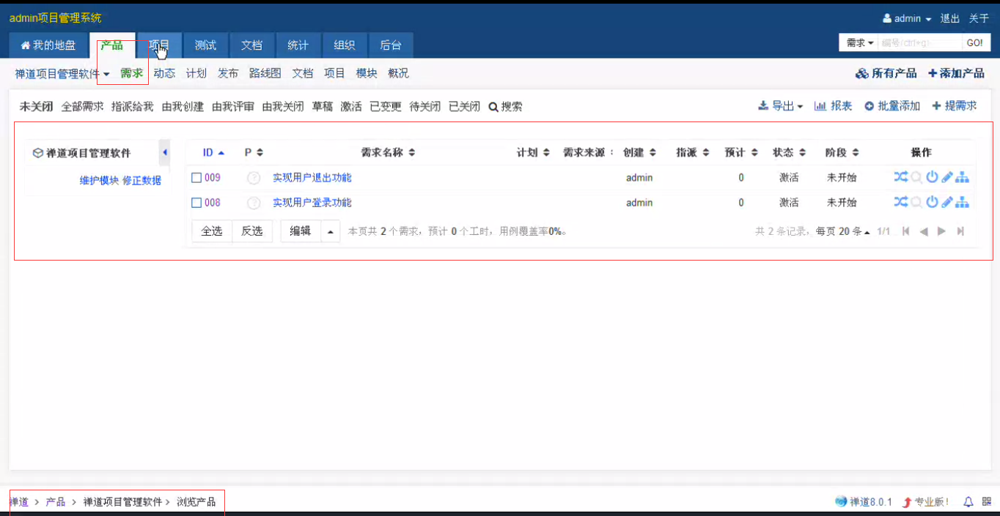 admin项目管理系统
admin 退出 关于
我的地盘 产品 项目 测试 文档 统计 组织 后台
需求 编号(ctrl+g) GO!
禅道项目管理软件 需求 动态 计划 发布 路线图 文档 项目 模块 概况
所有产品 添加产品
未关闭 全部需求 指派给我 由我创建 由我评审 由我关闭 草稿 激活 已变更 待关闭 已关闭 搜索
导出 报表 批量添加 提需求
禅道项目管理软件
维护模块 修正数据
ID P 需求名称 计划 需求来源 创建 指派 预计 状态 阶段 操作
009 ? 实现用户退出功能 admin 0 激活 未开始
008 ? 实现用户登录功能 admin 0 激活 未开始
全选 反选 编辑 本页共 2 个需求，预计 0 个工时，用例覆盖率0%。
共 2 条记录，每页 20 条 1/1
禅道 > 产品 > 禅道项目管理软件 > 浏览产品
禅道8.0.1 专业版!